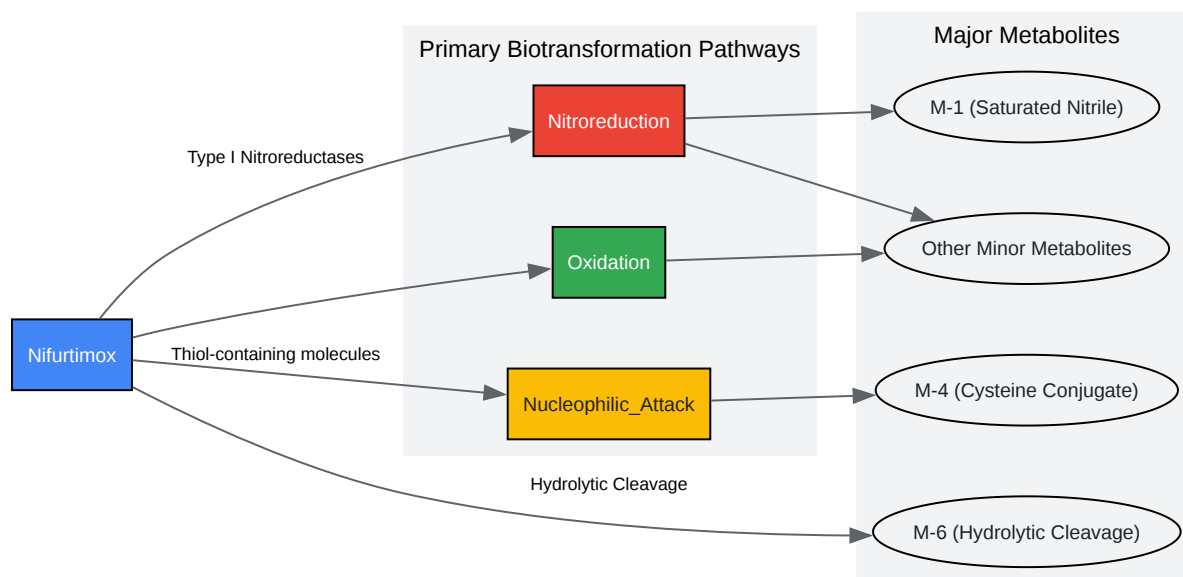 Primary Biotransformation Pathways
Major Metabolites
Nitroreduction
M-1 (Saturated Nitrile)
Type I Nitroreductases
Oxidation
Other Minor Metabolites
Nifurtimox
Thiol-containing molecules
Nucleophilic_Attack
M-4 (Cysteine Conjugate)
Hydrolytic Cleavage
M-6 (Hydrolytic Cleavage)